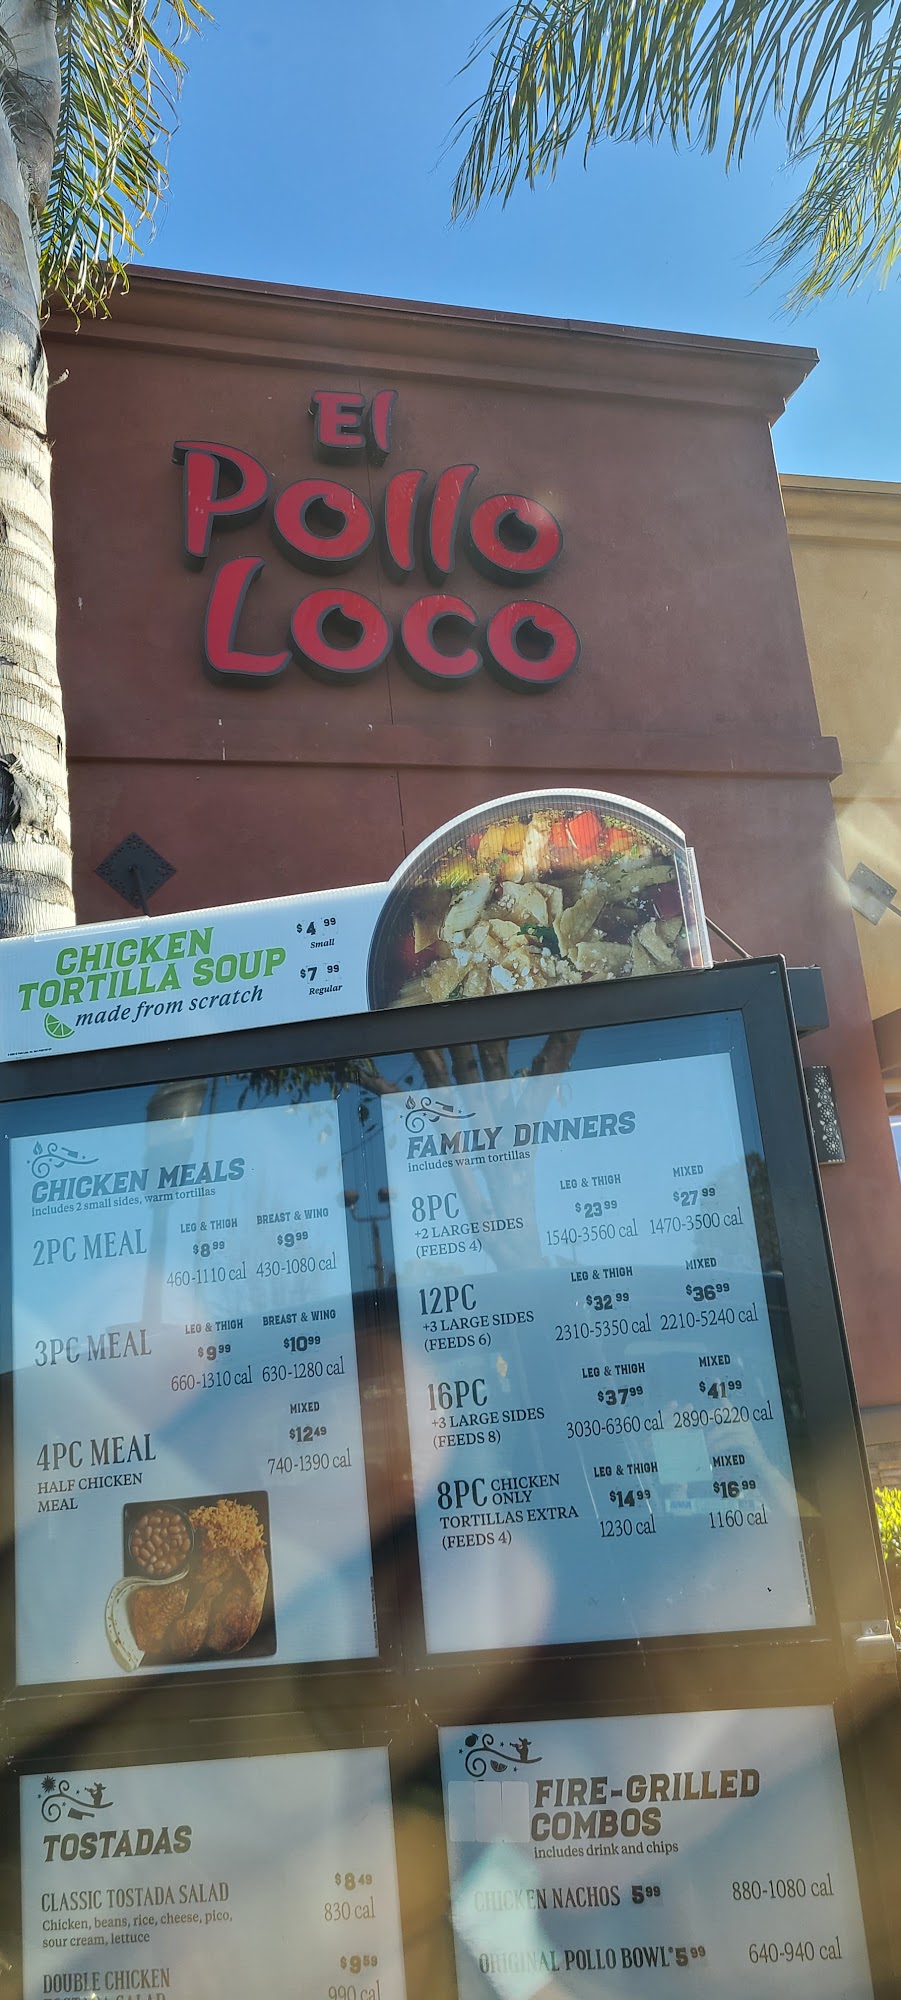 El
Pollo
Loco
CHICKEN
TORTILLA SOUP
made from scratch
$4.99
Small
$7.99
Regular
CHICKEN MEALS
includes 2 small sides, warm tortillas
LEG & THIGH BREAST & WING
2PC MEAL $8.99 $9.99
460-1110 cal 430-1080 cal
LEG & THIGH BREAST & WING
3PC MEAL $9.99 $10.99
660-1310 cal 630-1280 cal
MIXED
4PC MEAL $12.49
HALF CHICKEN
MEAL
740-1390 cal
FAMILY DINNERS
includes warm tortillas
LEG & THIGH MIXED
8PC $23.99 $27.99
+2 LARGE SIDES
(FEEDS 4)
1540-3560 cal 1470-3500 cal
LEG & THIGH MIXED
12PC $32.99 $36.99
+3 LARGE SIDES
(FEEDS 6)
2310-5350 cal 2210-5240 cal
LEG & THIGH MIXED
16PC $37.99 $41.99
+3 LARGE SIDES
(FEEDS 8)
3030-6360 cal 2890-6220 cal
LEG & THIGH MIXED
8PC CHICKEN ONLY $14.99 $16.99
TORTILLAS EXTRA
(FEEDS 4)
1230 cal 1160 cal
TOSTADAS
CLASSIC TOSTADA SALAD $8.49
Chicken, beans, rice, cheese, pico,
sour cream, lettuce
830 cal
DOUBLE CHICKEN $9.59
TOSTADA SALAD 990 cal
FIRE-GRILLED
COMBOS
includes drink and chips
CHICKEN NACHOS 5.99 880-1080 cal
ORIGINAL POLLO BOWL® 5.99 640-940 cal